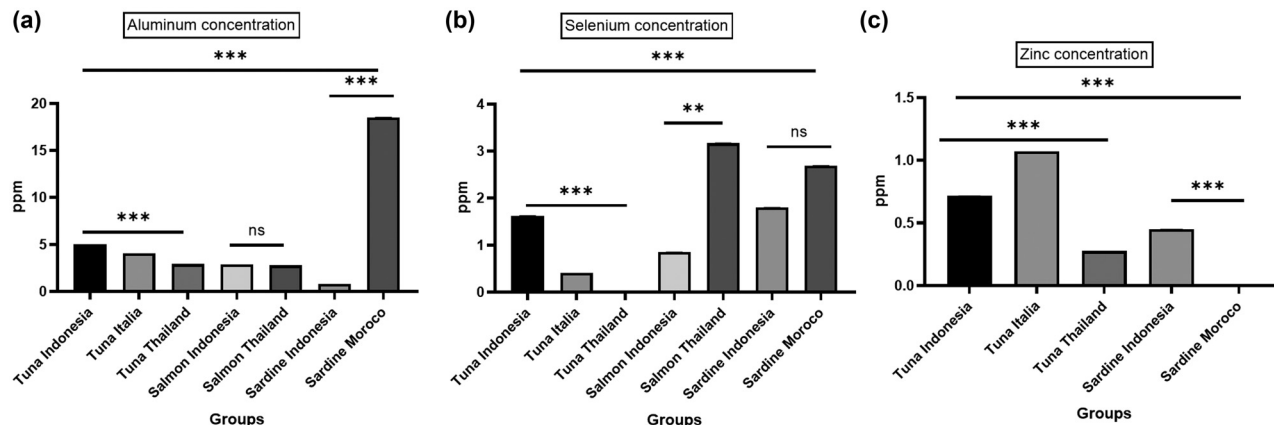 (a)
Aluminum concentration
***
***
20
15
10
5
0
ppm
***
ns
Tuna Indonesia
Tuna Italia
Tuna Thailand
Salmon Indonesia
Salmon Thailand
Sardine Indonesia
Sardine Moroco
Groups
(b)
Selenium concentration
***
**
ns
***
4
3
2
1
0
ppm
Tuna Indonesia
Tuna Italia
Tuna Thailand
Salmon Indonesia
Salmon Thailand
Sardine Indonesia
Sardine Moroco
Groups
(c)
Zinc concentration
***
***
***
1.5
1.0
0.5
0.0
ppm
Tuna Indonesia
Tuna Italia
Tuna Thailand
Sardine Indonesia
Sardine Moroco
Groups